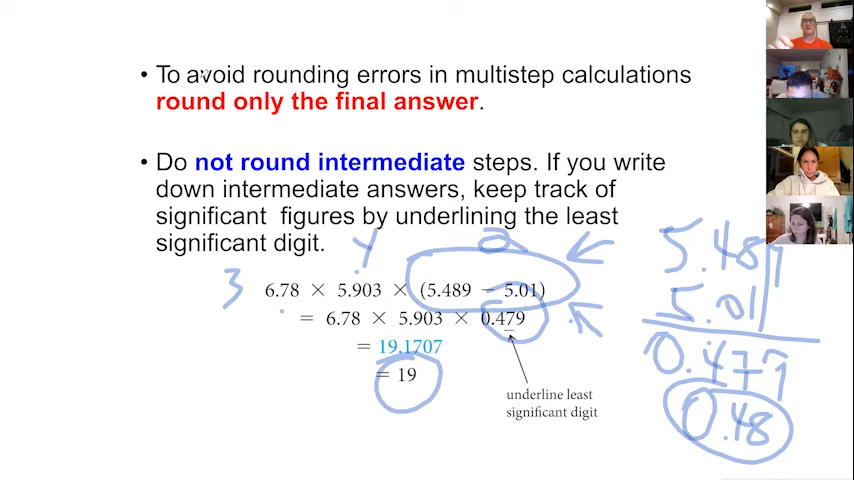 • To avoid rounding errors in multistep calculations
round only the final answer.
• Do not round intermediate steps. If you write
down intermediate answers, keep track of
significant figures by underlining the least
significant digit.
3 4 2
6.78 × 5.903 × (5.489 − 5.01)
= 6.78 × 5.903 × 0.479
= 19.1707
= 19
underline least
significant digit
5.489
5.01
0.479
0.48